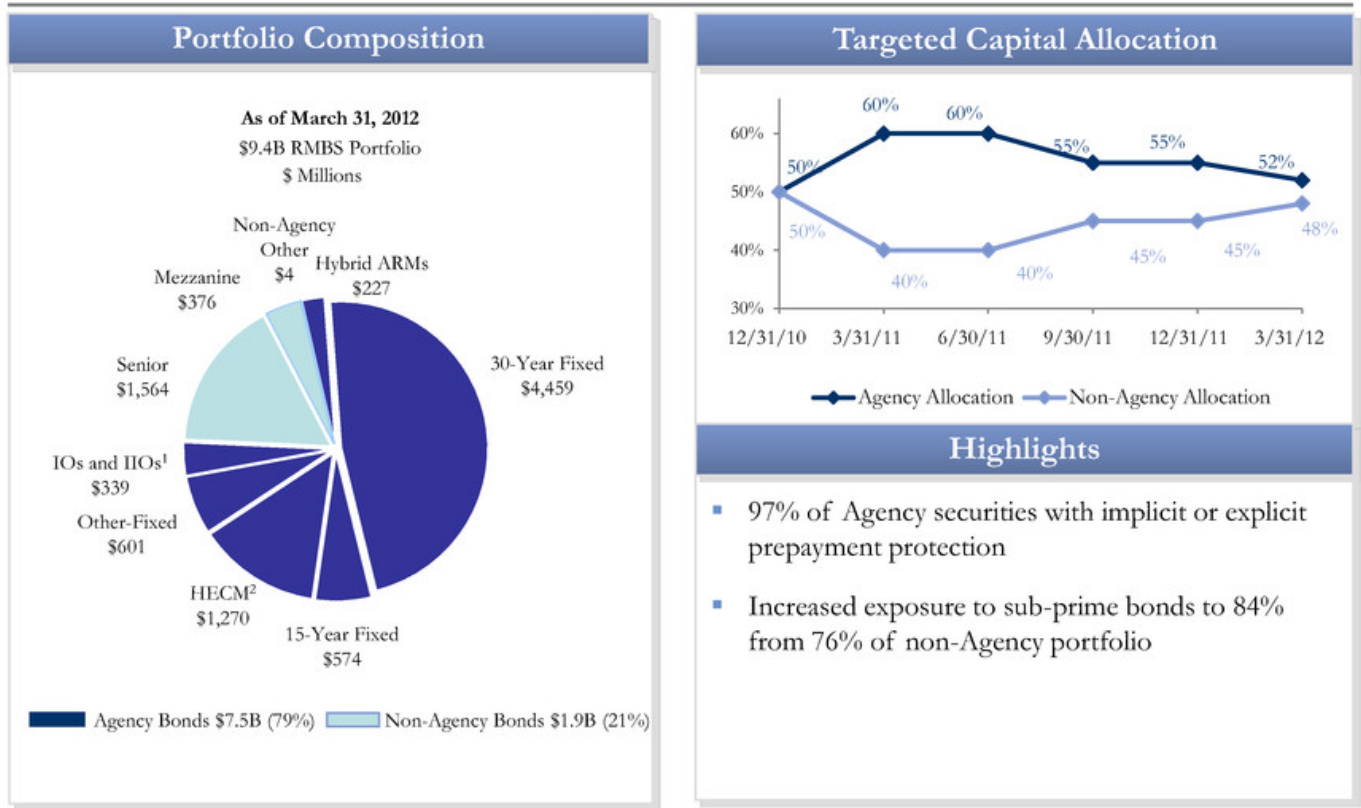 Portfolio Composition
As of March 31, 2012
$9.4B RMBS Portfolio
$ Millions
Non-Agency
Other
$4
Hybrid ARMs
$227
Mezzanine
$376
30-Year Fixed
$4,459
Senior
$1,564
IOs and IIOs¹
$339
Other-Fixed
$601
HECM²
$1,270
15-Year Fixed
$574
Agency Bonds $7.5B (79%)
Non-Agency Bonds $1.9B (21%)
Targeted Capital Allocation
60%
50%
40%
30%
50%
60%
60%
55%
55%
52%
50%
40%
40%
45%
45%
48%
12/31/10
3/31/11
6/30/11
9/30/11
12/31/11
3/31/12
Agency Allocation
Non-Agency Allocation
Highlights
97% of Agency securities with implicit or explicit
prepayment protection
Increased exposure to sub-prime bonds to 84%
from 76% of non-Agency portfolio